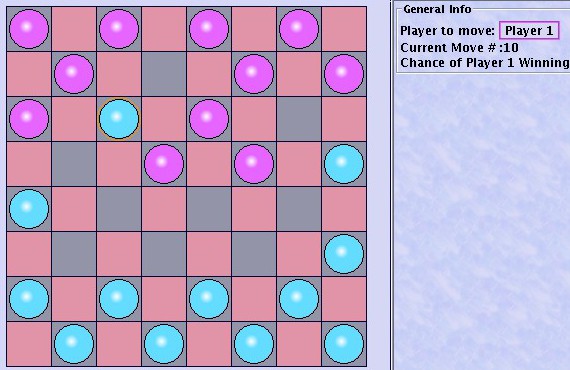 General Info
Player to move: Player 1
Current Move # :10
Chance of Player 1 Winning